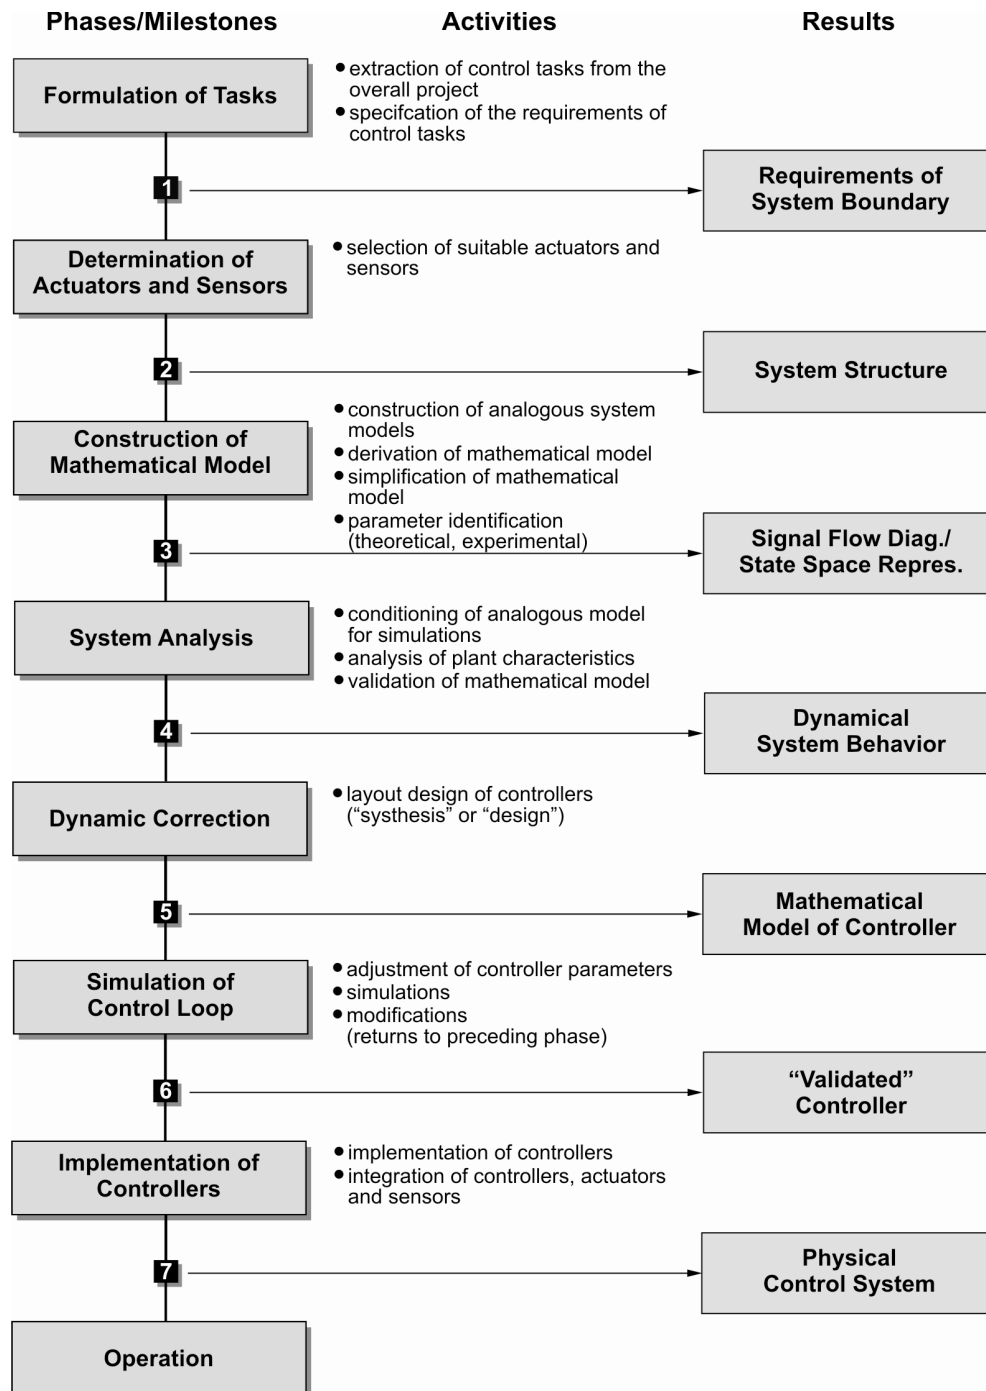 Phases/Milestones
Activities
Results
Formulation of Tasks
• extraction of control tasks from the
overall project
• specifcation of the requirements of
control tasks
1
Requirements of
System Boundary
Determination of
Actuators and Sensors
• selection of suitable actuators and
sensors
2
System Structure
Construction of
Mathematical Model
• construction of analogous system
models
• derivation of mathematical model
• simplification of mathematical
model
• parameter identification
(theoretical, experimental)
3
Signal Flow Diag./
State Space Repres.
System Analysis
• conditioning of analogous model
for simulations
• analysis of plant characteristics
• validation of mathematical model
4
Dynamical
System Behavior
Dynamic Correction
• layout design of controllers
(“systhesis” or “design”)
5
Mathematical
Model of Controller
Simulation of
Control Loop
• adjustment of controller parameters
• simulations
• modifications
(returns to preceding phase)
6
“Validated”
Controller
Implementation of
Controllers
• implementation of controllers
• integration of controllers, actuators
and sensors
7
Physical
Control System
Operation